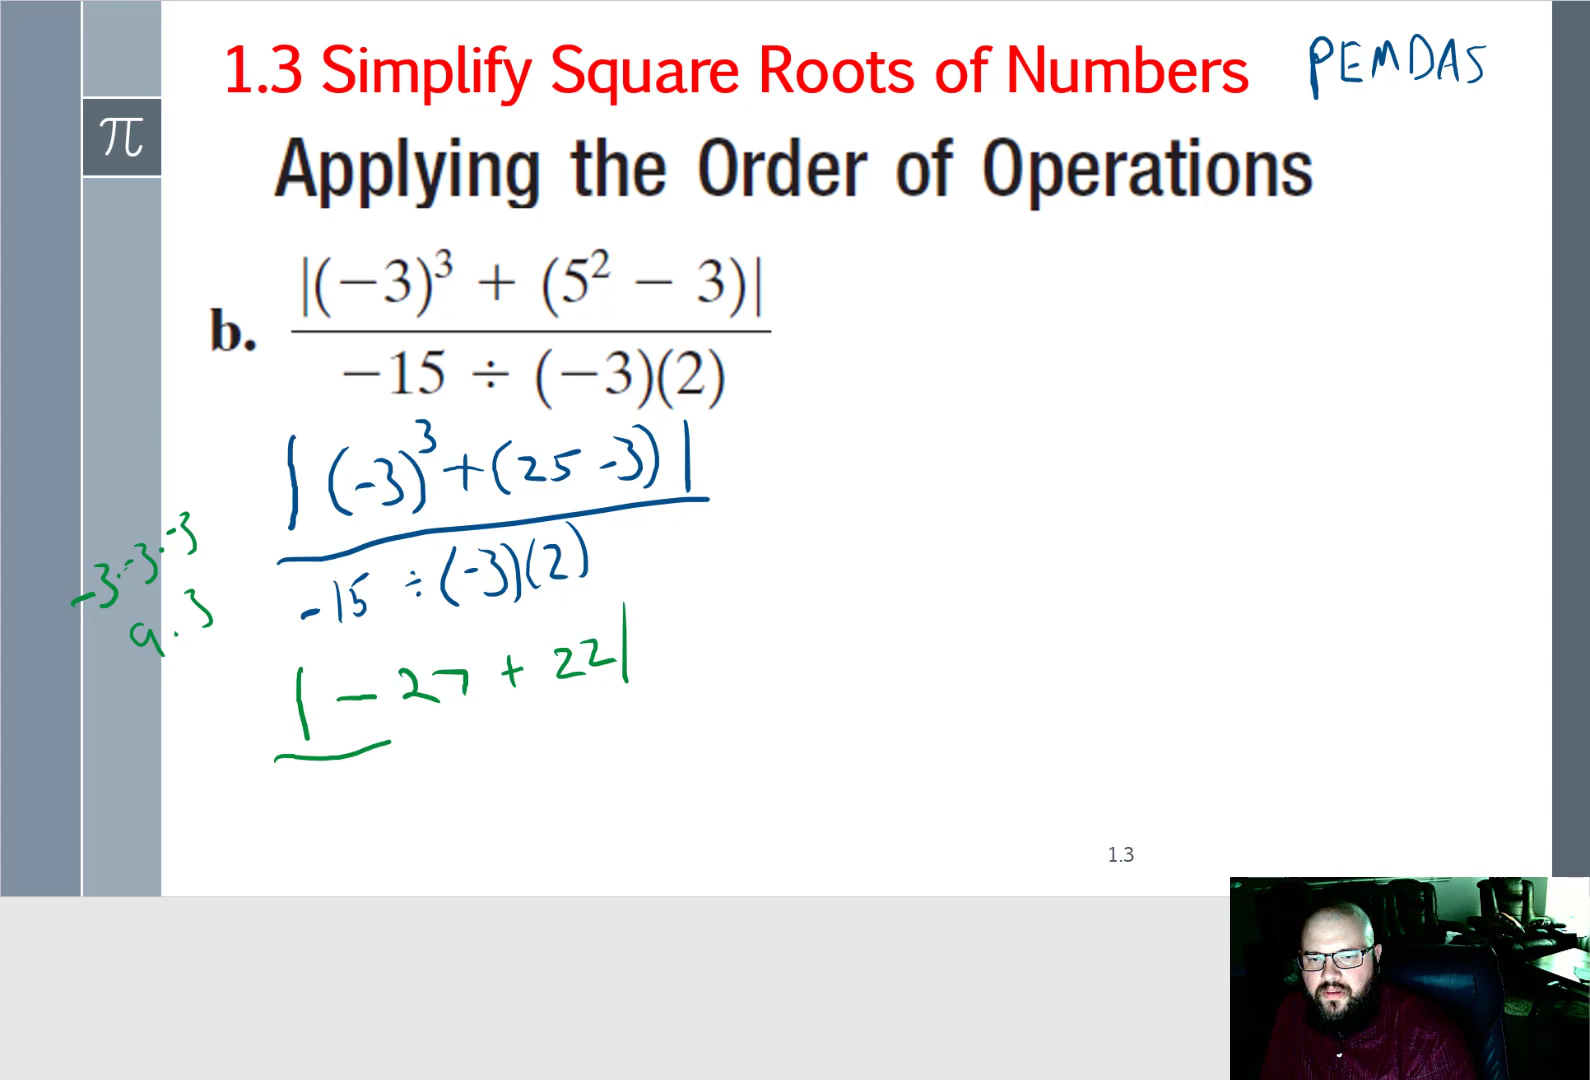 1.3 Simplify Square Roots of Numbers PEMDAS
π
Applying the Order of Operations
b. |(−3)³ + (5² − 3)|
−15 ÷ (−3)(2)
|(-3)³+(25-3)|
-15 ÷(-3)(2)
-3·-3·-3
9·3
|-27+22|
1.3